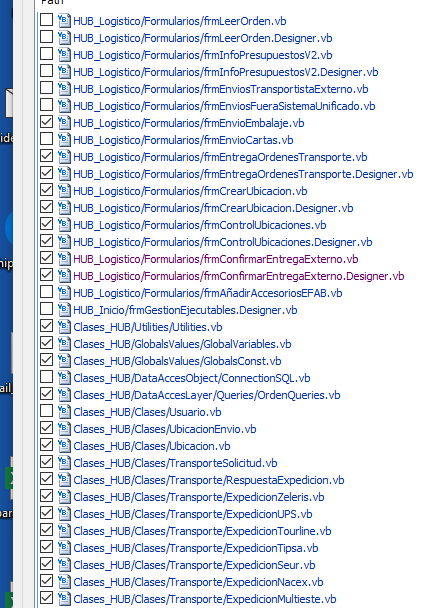 Path
HUB_Logistico/Formularios/frmLeerOrden.vb
HUB_Logistico/Formularios/frmLeerOrden.Designer.vb
HUB_Logistico/Formularios/frmInfoPresupuestosV2.vb
HUB_Logistico/Formularios/frmInfoPresupuestosV2.Designer.vb
HUB_Logistico/Formularios/frmEnviosTransportistaExterno.vb
HUB_Logistico/Formularios/frmEnviosFueraSistemaUnificado.vb
HUB_Logistico/Formularios/frmEnvioEmbalaje.vb
HUB_Logistico/Formularios/frmEnvioCartas.vb
HUB_Logistico/Formularios/frmEntregaOrdenesTransporte.vb
HUB_Logistico/Formularios/frmEntregaOrdenesTransporte.Designer.vb
HUB_Logistico/Formularios/frmCrearUbicacion.vb
HUB_Logistico/Formularios/frmCrearUbicacion.Designer.vb
HUB_Logistico/Formularios/frmControlUbicaciones.vb
HUB_Logistico/Formularios/frmControlUbicaciones.Designer.vb
HUB_Logistico/Formularios/frmConfirmarEntregaExterno.vb
HUB_Logistico/Formularios/frmConfirmarEntregaExterno.Designer.vb
HUB_Logistico/Formularios/frmAñadirAccesoriosEFAB.vb
HUB_Inicio/frmGestionEjecutables.Designer.vb
Clases_HUB/Utilities/Utilities.vb
Clases_HUB/GlobalsValues/GlobalVariables.vb
Clases_HUB/GlobalsValues/GlobalsConst.vb
Clases_HUB/DataAccesObject/ConnectionSQL.vb
Clases_HUB/DataAccesLayer/Queries/OrdenQueries.vb
Clases_HUB/Clases/Usuario.vb
Clases_HUB/Clases/UbicacionEnvio.vb
Clases_HUB/Clases/Ubicacion.vb
Clases_HUB/Clases/TransporteSolicitud.vb
Clases_HUB/Clases/Transporte/RespuestaExpedicion.vb
Clases_HUB/Clases/Transporte/ExpedicionZeleris.vb
Clases_HUB/Clases/Transporte/ExpedicionUPS.vb
Clases_HUB/Clases/Transporte/ExpedicionTourline.vb
Clases_HUB/Clases/Transporte/ExpedicionTipsa.vb
Clases_HUB/Clases/Transporte/ExpedicionSeur.vb
Clases_HUB/Clases/Transporte/ExpedicionNacex.vb
Clases_HUB/Clases/Transporte/ExpedicionMultieste.vb